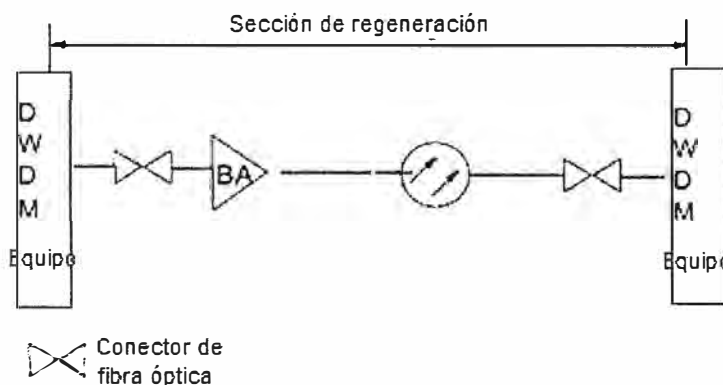 Sección de regeneración
D
W
D
M
Equipo
BA
D
W
D
M
Equipo
Conector de
fibra óptica